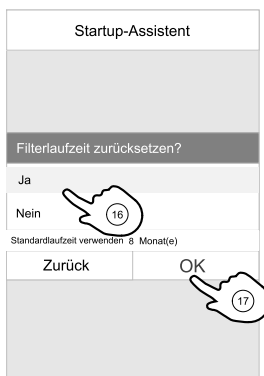 Startup-Assistent
Filterlaufzeit zurücksetzen?
Ja
Nein
16
Standardlaufzeit verwenden 8 Monat(e)
Zurück OK
17